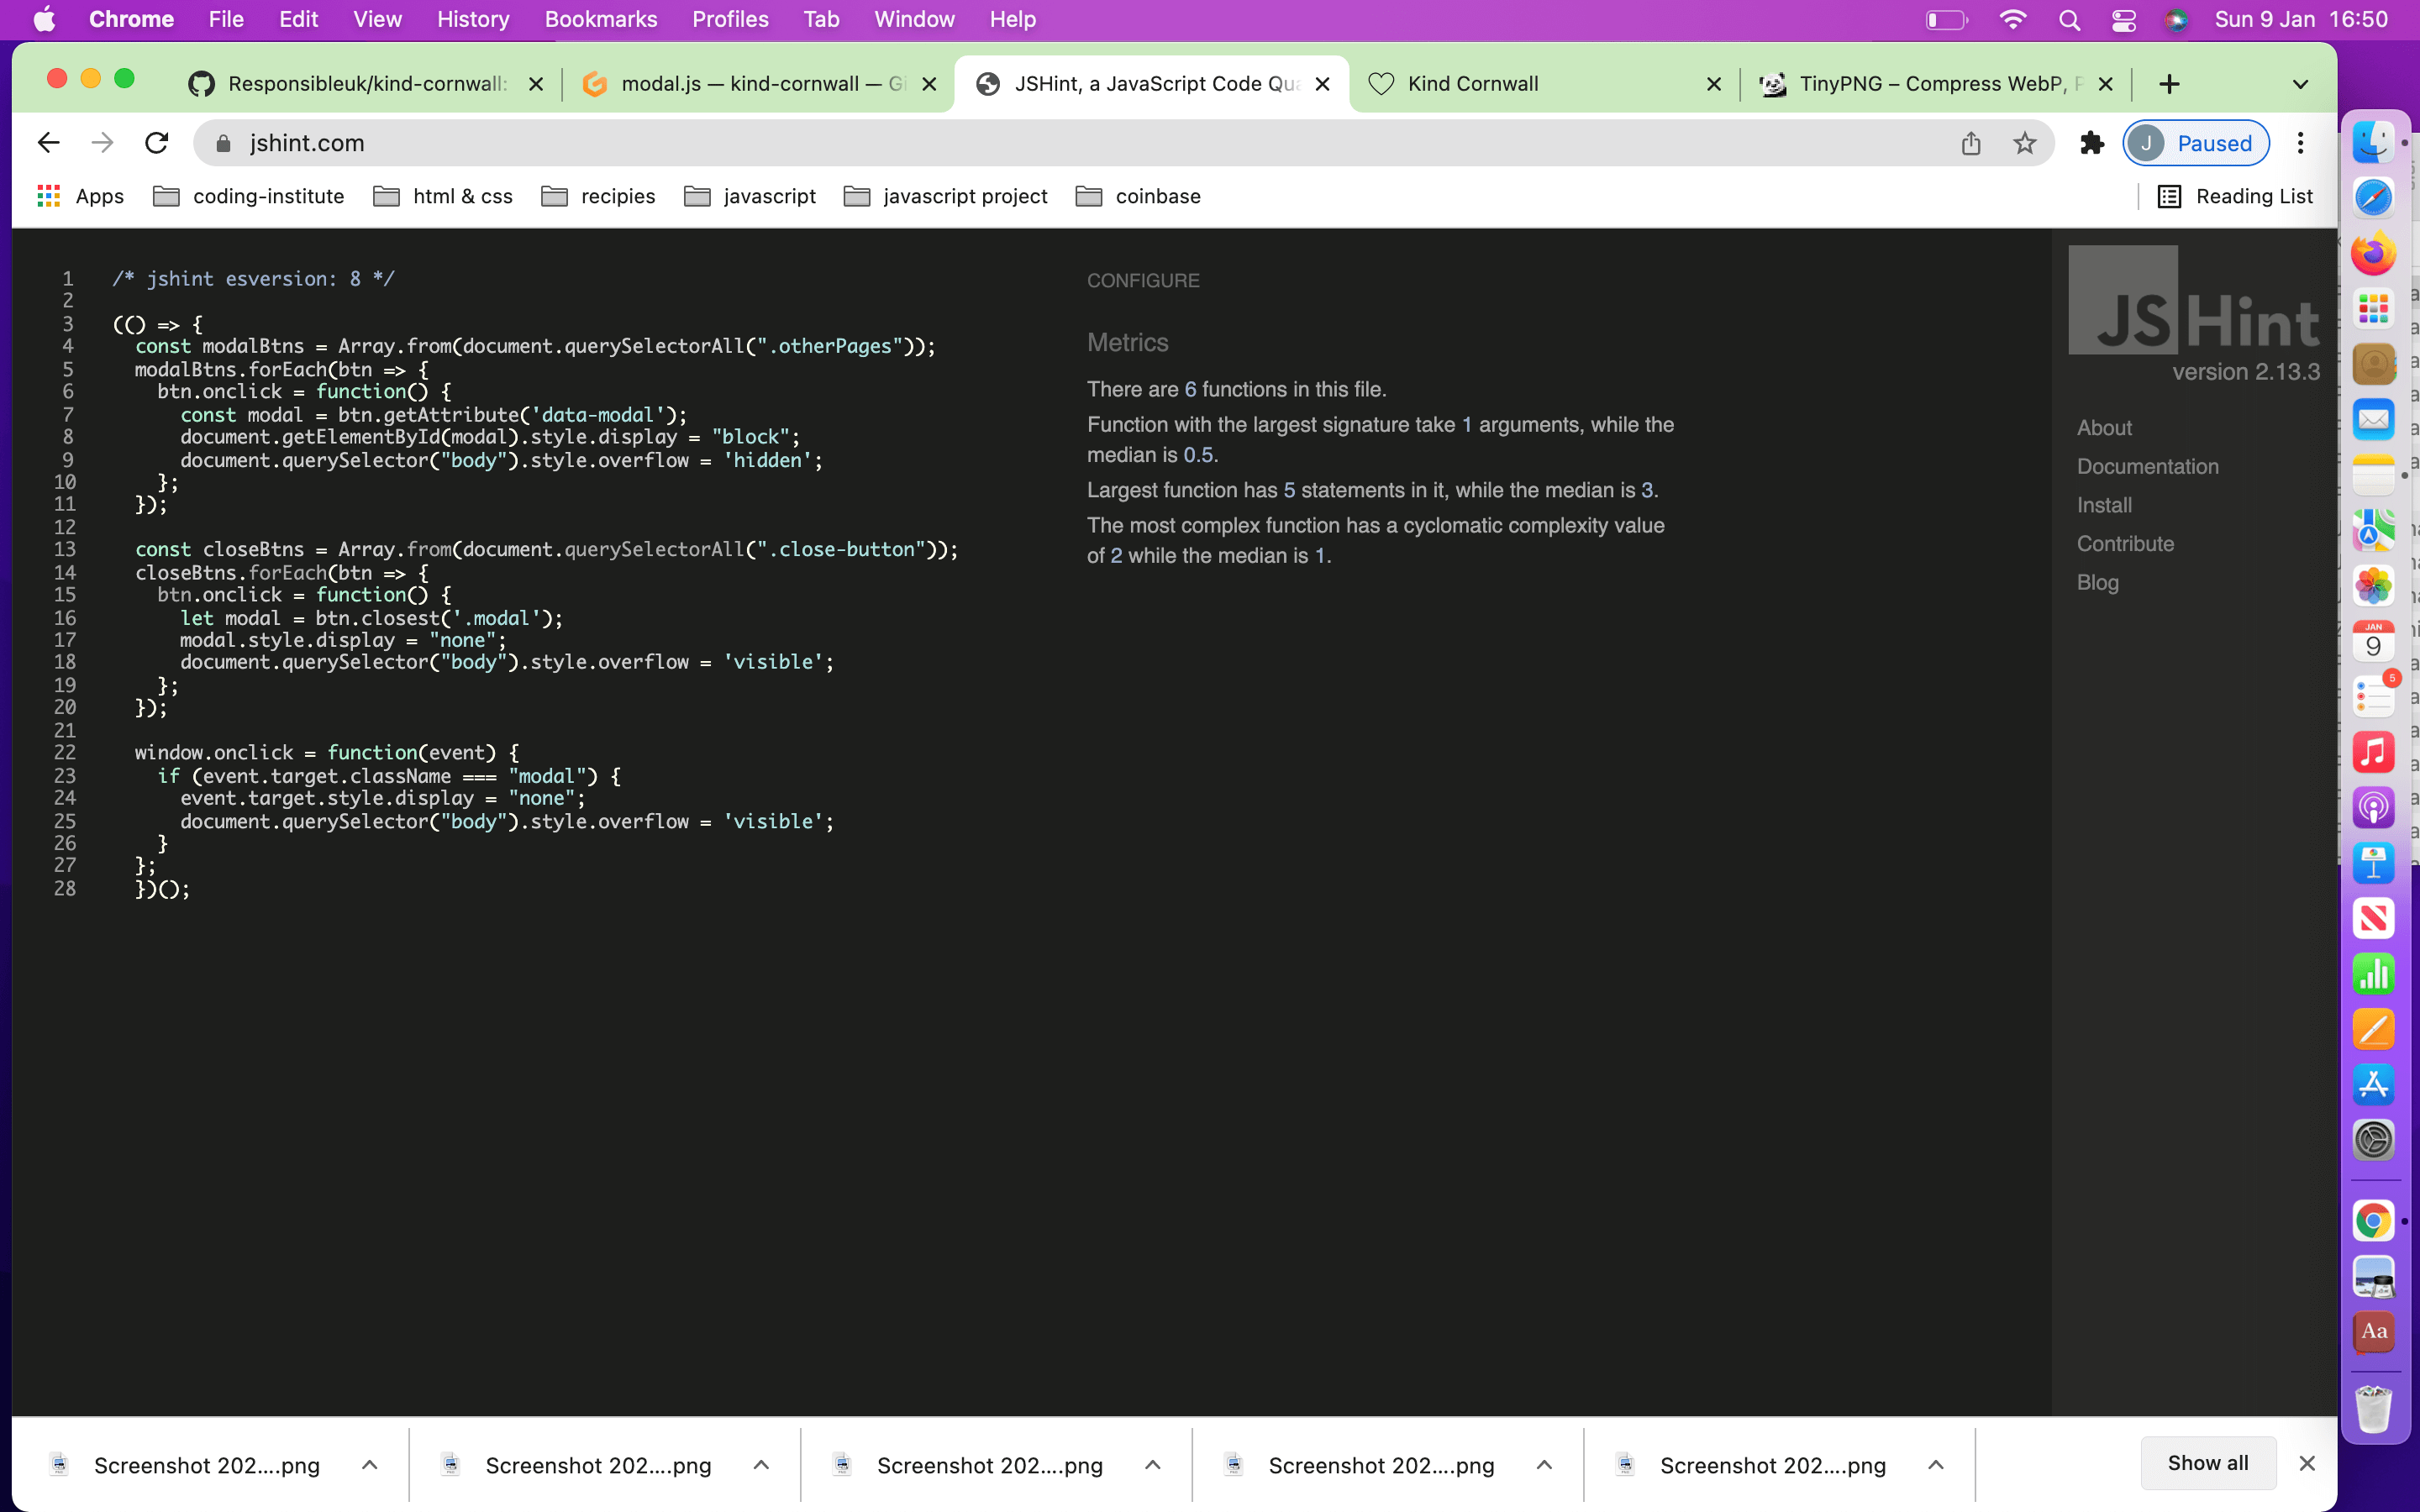 Chrome File Edit View History Bookmarks Profiles Tab Window Help Sun 9 Jan 16:50
Responsibleuk/kind-cornwall: modal.js — kind-cornwall — Gi JSHint, a JavaScript Code Qua Kind Cornwall TinyPNG – Compress WebP, P
jshint.com J Paused
Apps coding-institute html & css recipies javascript javascript project coinbase Reading List
1 /* jshint esversion: 8 */
2
3 (() => {
4 const modalBtns = Array.from(document.querySelectorAll(".otherPages"));
5 modalBtns.forEach(btn => {
6 btn.onclick = function() {
7 const modal = btn.getAttribute('data-modal');
8 document.getElementById(modal).style.display = "block";
9 document.querySelector("body").style.overflow = 'hidden';
10 };
11 });
12
13 const closeBtns = Array.from(document.querySelectorAll(".close-button"));
14 closeBtns.forEach(btn => {
15 btn.onclick = function() {
16 let modal = btn.closest('.modal');
17 modal.style.display = "none";
18 document.querySelector("body").style.overflow = 'visible';
19 };
20 });
21
22 window.onclick = function(event) {
23 if (event.target.className === "modal") {
24 event.target.style.display = "none";
25 document.querySelector("body").style.overflow = 'visible';
26 }
27 };
28 })();
CONFIGURE
Metrics
There are 6 functions in this file.
Function with the largest signature take 1 arguments, while the
median is 0.5.
Largest function has 5 statements in it, while the median is 3.
The most complex function has a cyclomatic complexity value
of 2 while the median is 1.
JSHint
version 2.13.3
About
Documentation
Install
Contribute
Blog
JAN
9
5
Aa
Screenshot 202....png Screenshot 202....png Screenshot 202....png Screenshot 202....png Screenshot 202....png Show all